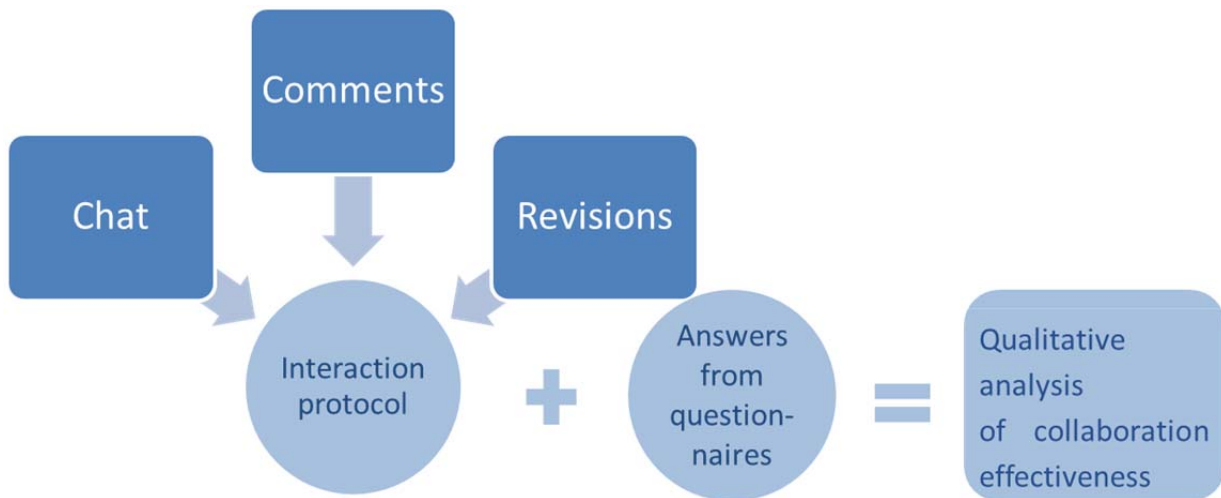 Comments
Chat
Revisions
Interaction
protocol
Answers
from
question-
naires
Qualitative
analysis
of collaboration
effectiveness